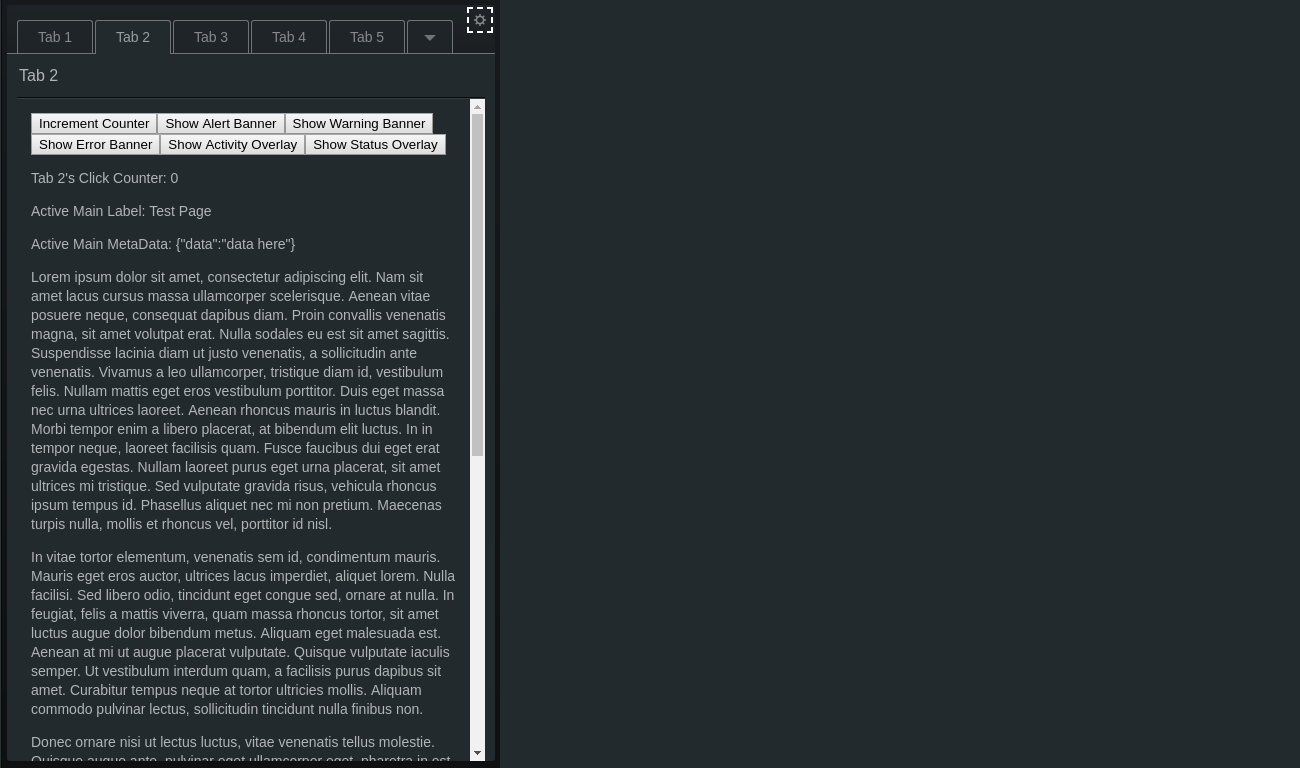 Tab 1 Tab 2 Tab 3 Tab 4 Tab 5
Tab 2
Increment Counter Show Alert Banner Show Warning Banner
Show Error Banner Show Activity Overlay Show Status Overlay
Tab 2's Click Counter: 0
Active Main Label: Test Page
Active Main MetaData: {"data":"data here"}
Lorem ipsum dolor sit amet, consectetur adipiscing elit. Nam sit
amet lacus cursus massa ullamcorper scelerisque. Aenean vitae
posuere neque, consequat dapibus diam. Proin convallis venenatis
magna, sit amet volutpat erat. Nulla sodales eu est sit amet sagittis.
Suspendisse lacinia diam ut justo venenatis, a sollicitudin ante
venenatis. Vivamus a leo ullamcorper, tristique diam id, vestibulum
felis. Nullam mattis eget eros vestibulum porttitor. Duis eget massa
nec urna ultrices laoreet. Aenean rhoncus mauris in luctus blandit.
Morbi tempor enim a libero placerat, at bibendum elit luctus. In in
tempor neque, laoreet facilisis quam. Fusce faucibus dui eget erat
gravida egestas. Nullam laoreet purus eget urna placerat, sit amet
ultrices mi tristique. Sed vulputate gravida risus, vehicula rhoncus
ipsum tempus id. Phasellus aliquet nec mi non pretium. Maecenas
turpis nulla, mollis et rhoncus vel, porttitor id nisl.
In vitae tortor elementum, venenatis sem id, condimentum mauris.
Mauris eget eros auctor, ultrices lacus imperdiet, aliquet lorem. Nulla
facilisi. Sed libero odio, tincidunt eget congue sed, ornare at nulla. In
feugiat, felis a mattis viverra, quam massa rhoncus tortor, sit amet
luctus augue dolor bibendum metus. Aliquam eget malesuada est.
Aenean at mi ut augue placerat vulputate. Quisque vulputate iaculis
semper. Ut vestibulum interdum quam, a facilisis purus dapibus sit
amet. Curabitur tempus neque at tortor ultricies mollis. Aliquam
commodo pulvinar lectus, sollicitudin tincidunt nulla finibus non.
Donec ornare nisi ut lectus luctus, vitae venenatis tellus molestie.
Quisque augue ante, pulvinar eget ullamcorper eget, pharetra in est.